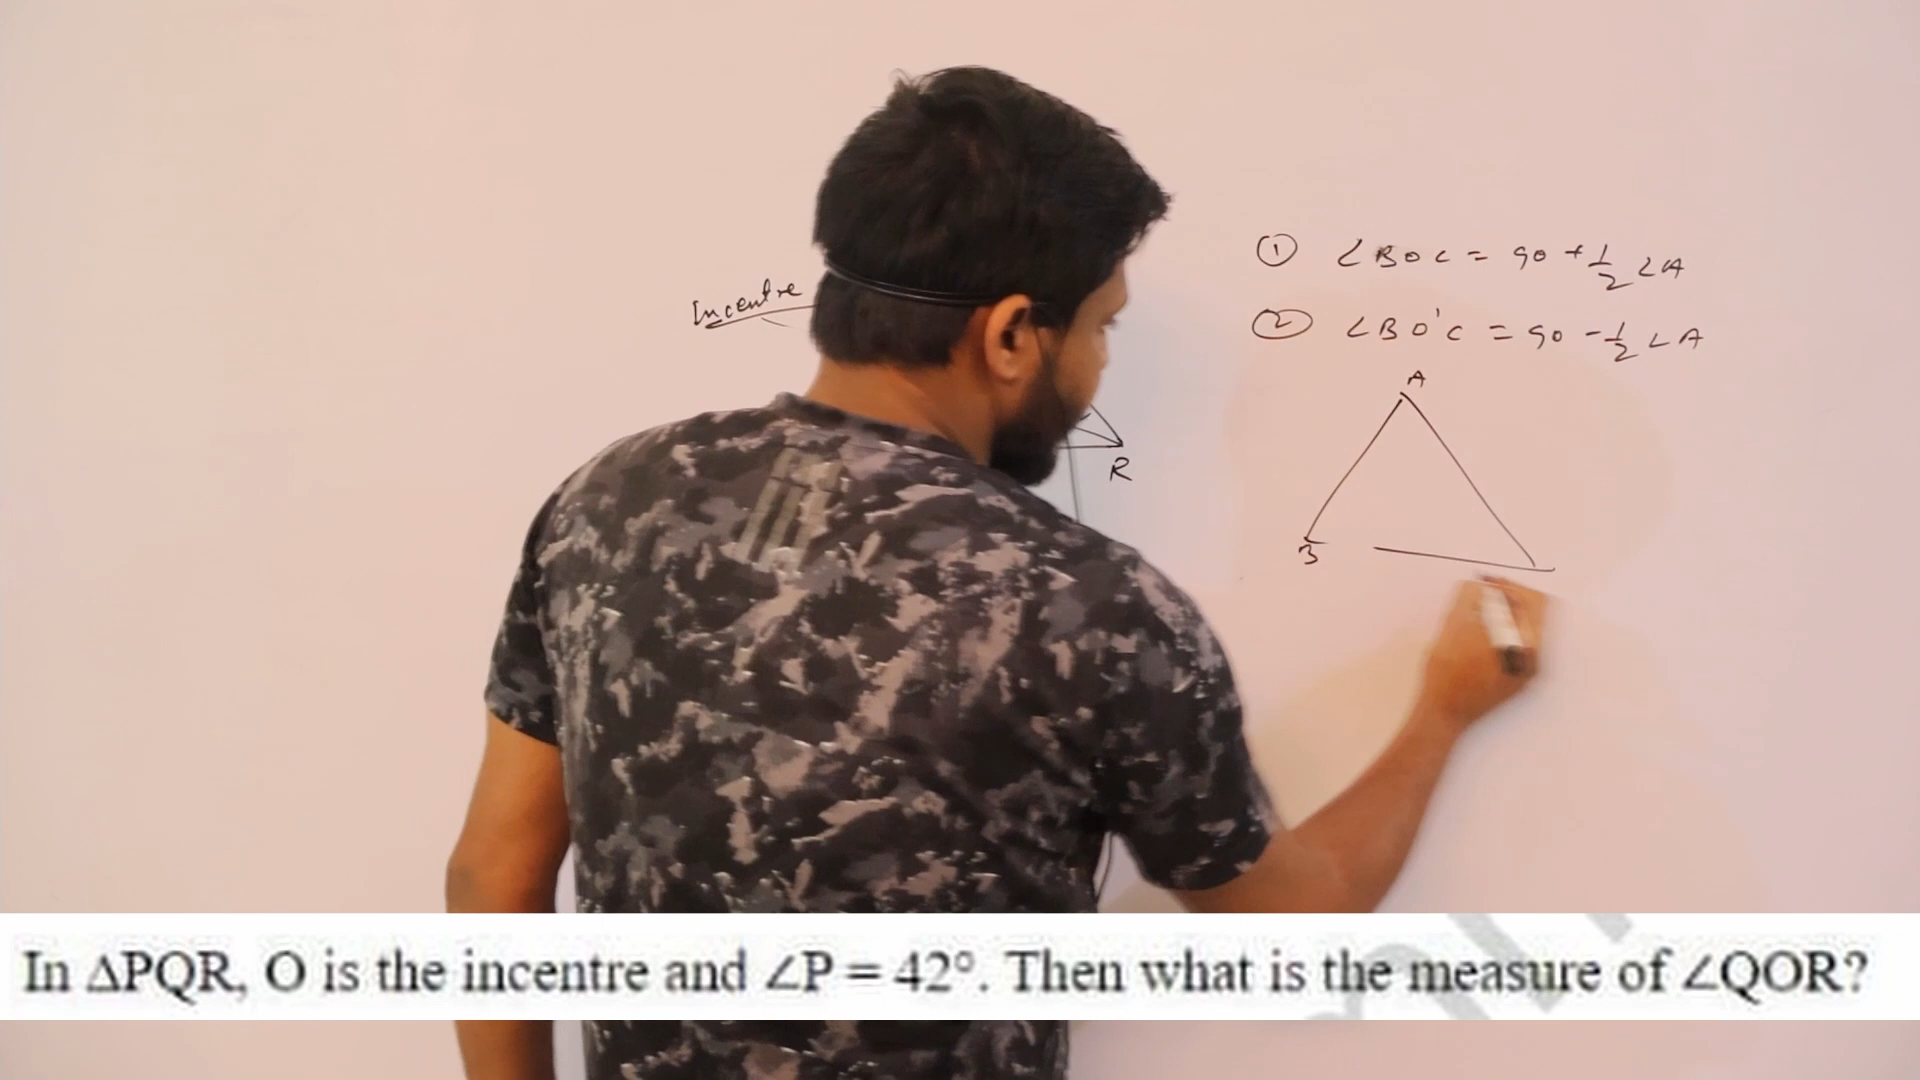 Incentre
R
① ∠BOC = 90 + 1/2 ∠A
② ∠BO'C = 90 - 1/2 ∠A
A
B
In ΔPQR, O is the incentre and ∠P = 42°. Then what is the measure of ∠QOR?